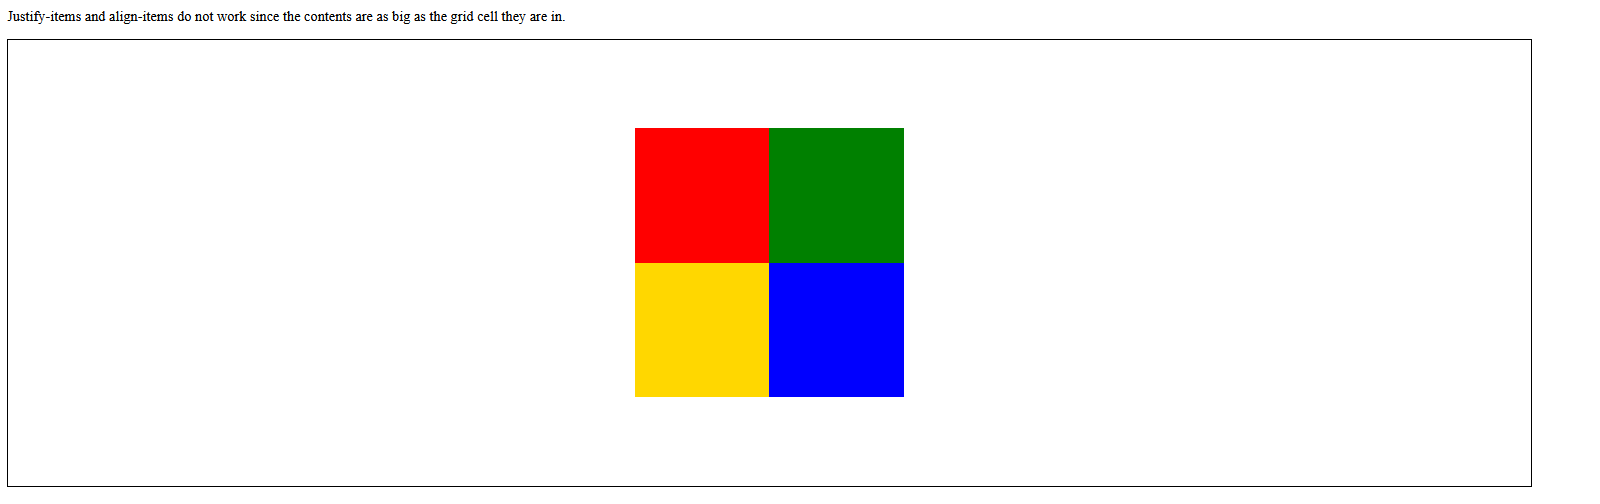 Justify-items and align-items do not work since the contents are as big as the grid cell they are in.